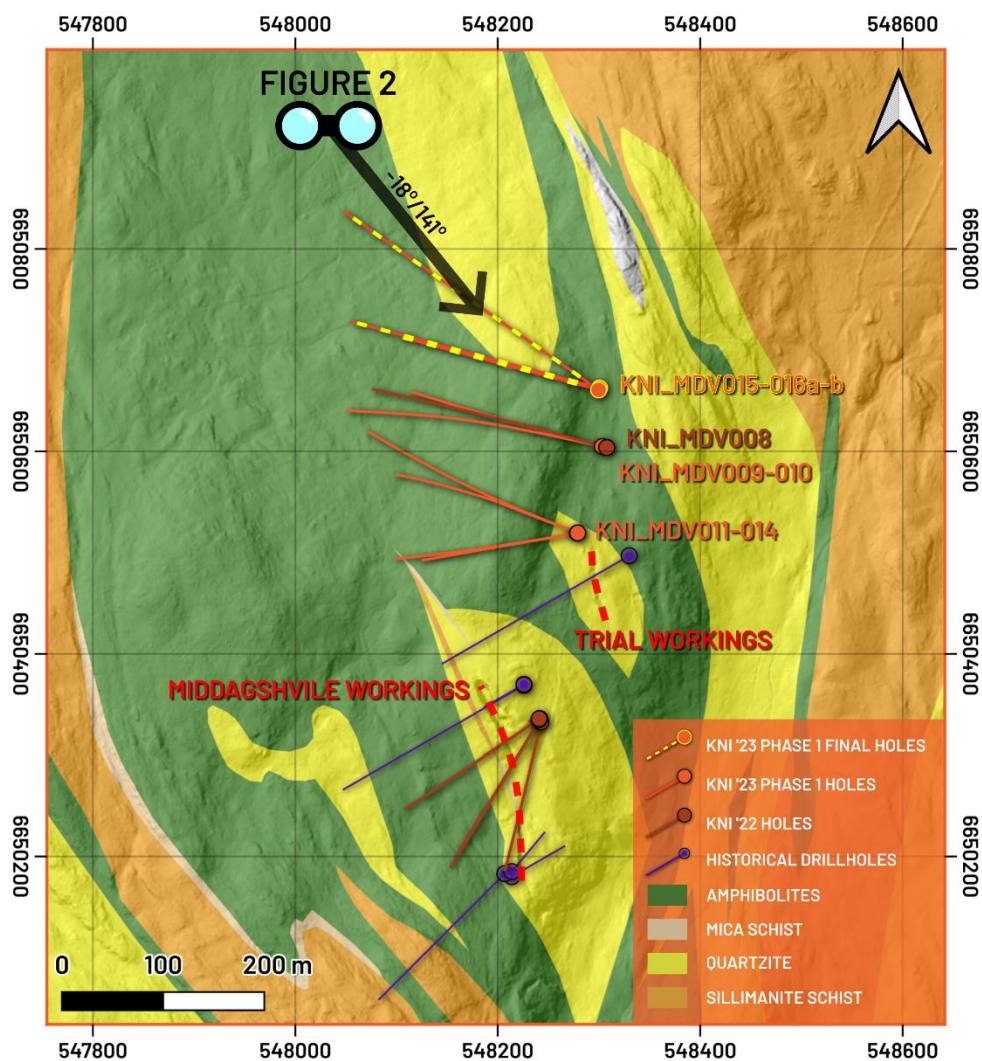 547800
548000
548200
548400
548600
FIGURE 2
-18°/141°
6650800
6650800
KNI_MDV015-016a-b
KNI_MDV008
6650600
6650600
KNI_MDV009-010
KNI_MDV011-014
TRIAL WORKINGS
6650400
6650400
MIDDAGSHVILE WORKINGS
KNI '23 PHASE 1 FINAL HOLES
KNI '23 PHASE 1 HOLES
KNI '22 HOLES
HISTORICAL DRILLHOLES
6650200
6650200
AMPHIBOLITES
MICA SCHIST
QUARTZITE
SILLIMANITE SCHIST
0 100 200 m
547800
548000
548200
548400
548600